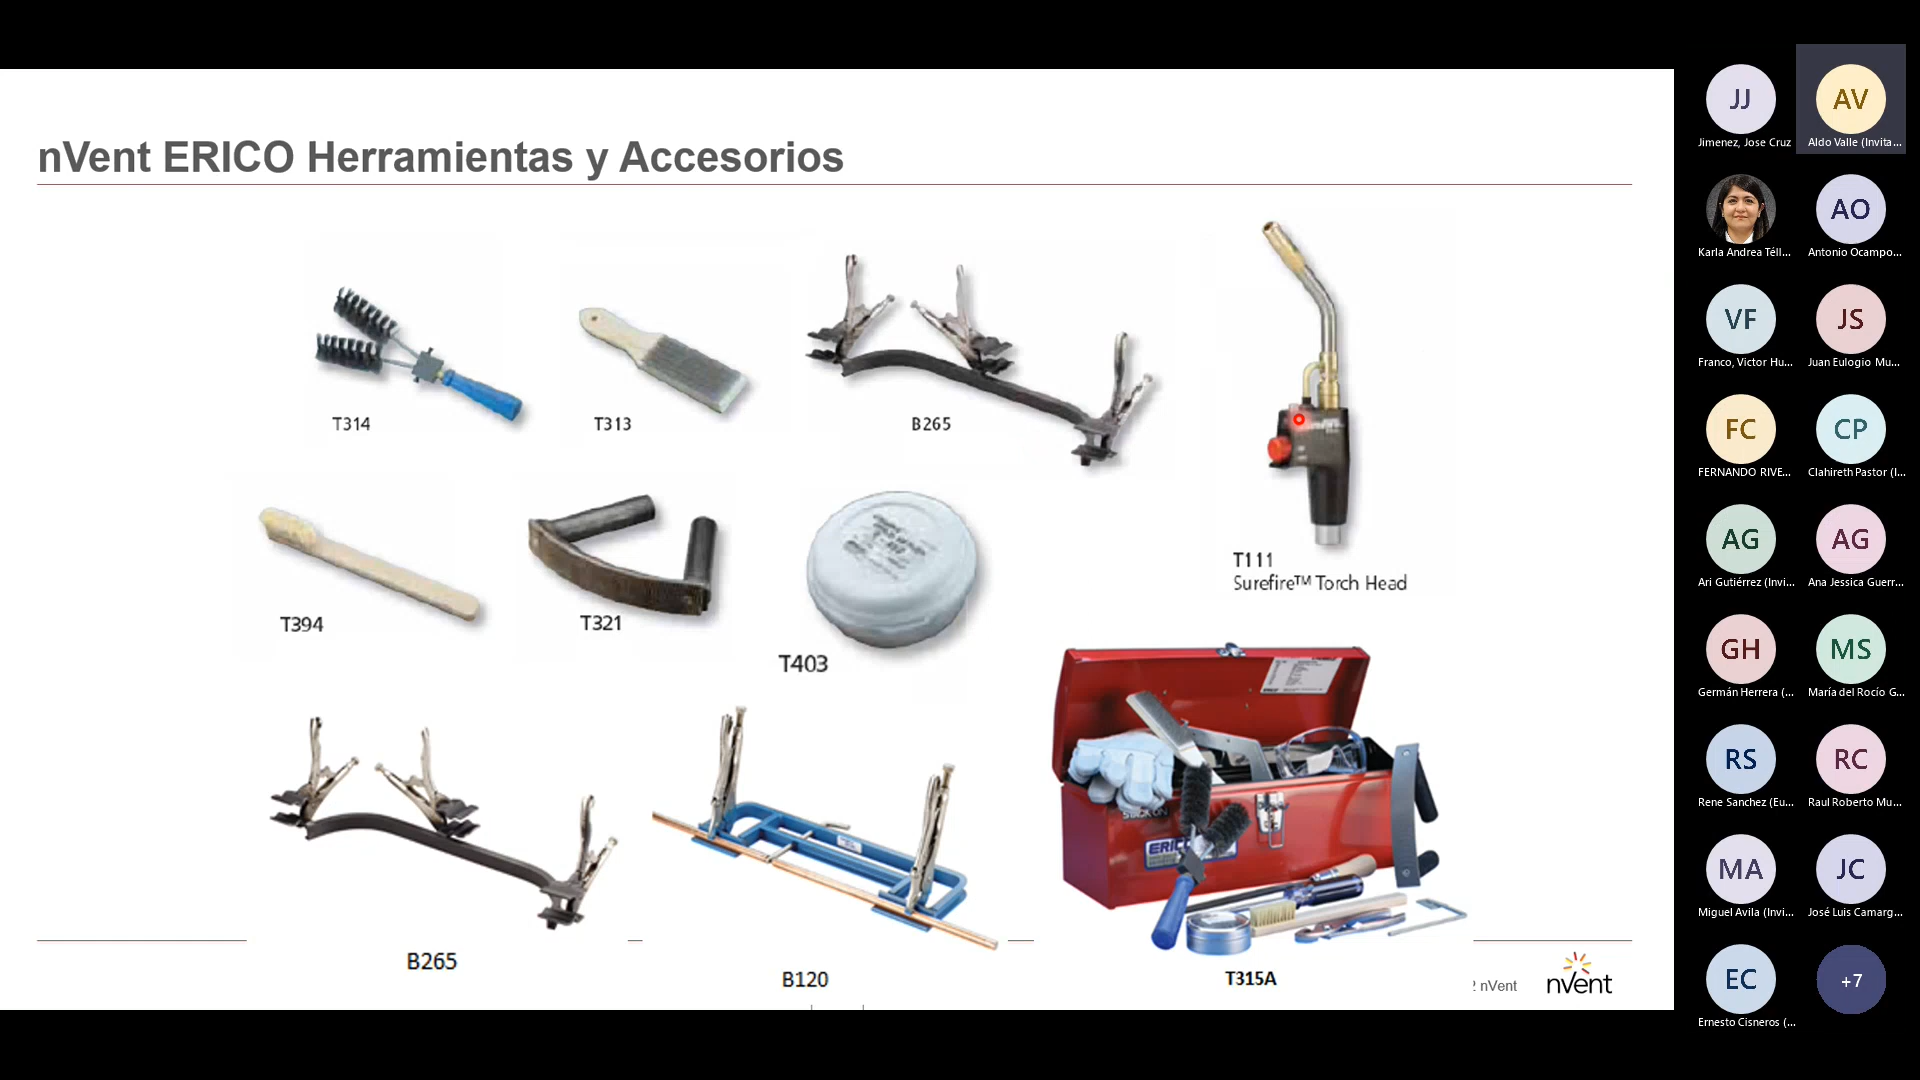 nVent ERICO Herramientas y Accesorios
T314
T313
B265
T111
Surefire™ Torch Head
T394
T321
T403
B265
B120
ERICO
T315A
2 nVent
nVent
JJ
Jimenez, Jose Cruz
AV
Aldo Valle (Invita...
Karla Andrea Téll...
AO
Antonio Ocampo...
VF
Franco, Victor Hu...
JS
Juan Eulogio Mu...
FC
FERNANDO RIVE...
CP
Clahireth Pastor (I...
AG
Ari Gutiérrez (Invi...
AG
Ana Jessica Guerr...
GH
Germán Herrera (...
MS
María del Rocío G...
RS
Rene Sanchez (Eu...
RC
Raul Roberto Mu...
MA
Miguel Avila (Invi...
JC
José Luis Camarg...
EC
Ernesto Cisneros (...
+7